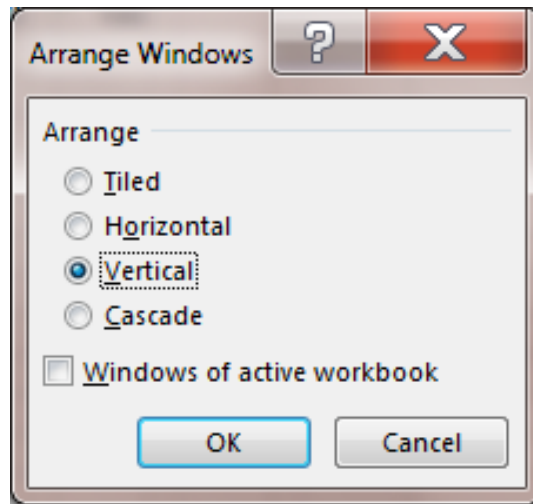 Arrange Windows ?
Arrange
Tiled
Horizontal
Vertical
Cascade
Windows of active workbook
OK Cancel